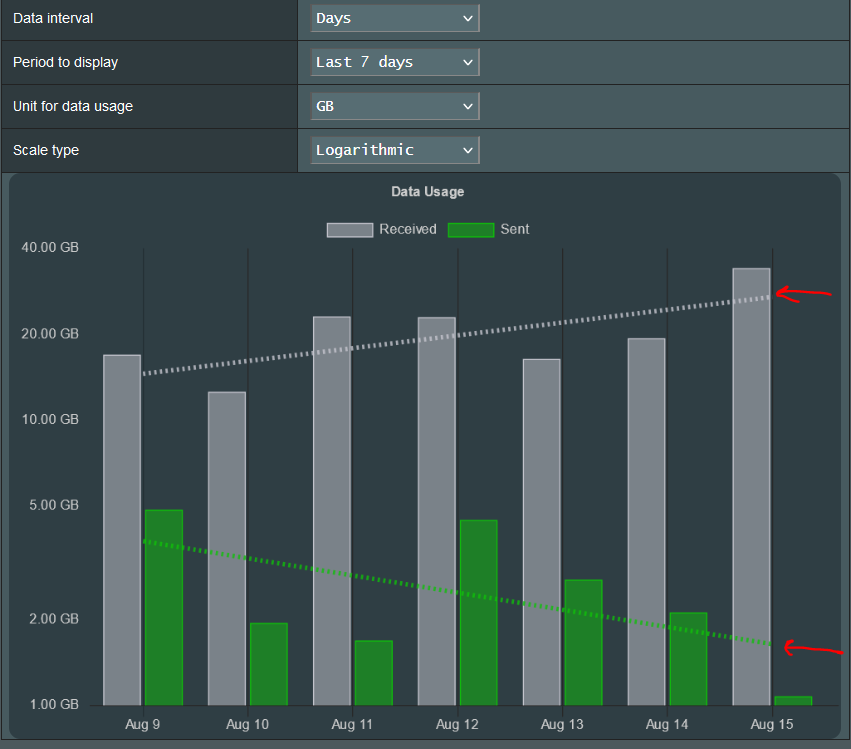 Data interval
Days
Period to display
Last 7 days
Unit for data usage
GB
Scale type
Logarithmic
Data Usage
Received Sent
40.00 GB
20.00 GB
10.00 GB
5.00 GB
2.00 GB
1.00 GB
Aug 9 Aug 10 Aug 11 Aug 12 Aug 13 Aug 14 Aug 15